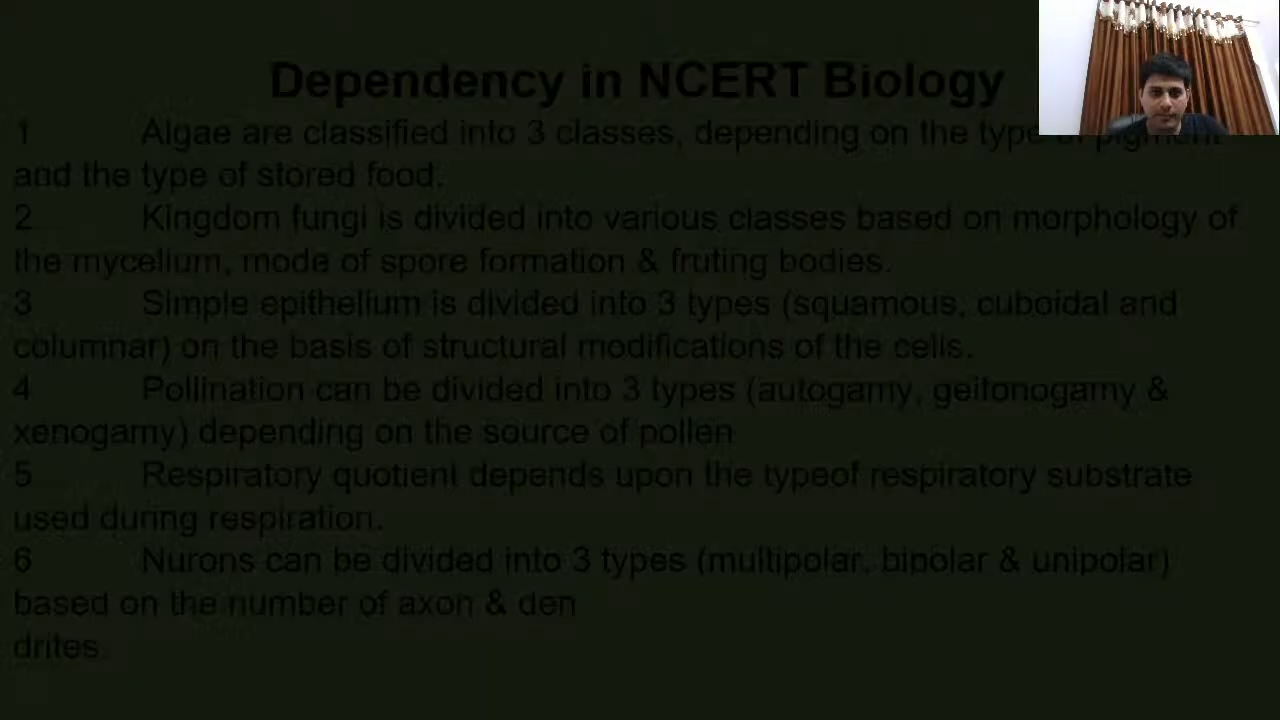 Dependency in NCERT Biology
1 Algae are classified into 3 classes, depending on the type of pigment
and the type of stored food.
2 Kingdom fungi is divided into various classes based on morphology of
the mycelium, mode of spore formation & fruting bodies.
3 Simple epithelium is divided into 3 types (squamous, cuboidal and
columnar) on the basis of structural modifications of the cells.
4 Pollination can be divided into 3 types (autogamy, geitonogamy &
xenogamy) depending on the source of pollen
5 Respiratory quotient depends upon the typeof respiratory substrate
used during respiration.
6 Nurons can be divided into 3 types (multipolar, bipolar & unipolar)
based on the number of axon & den
drites.